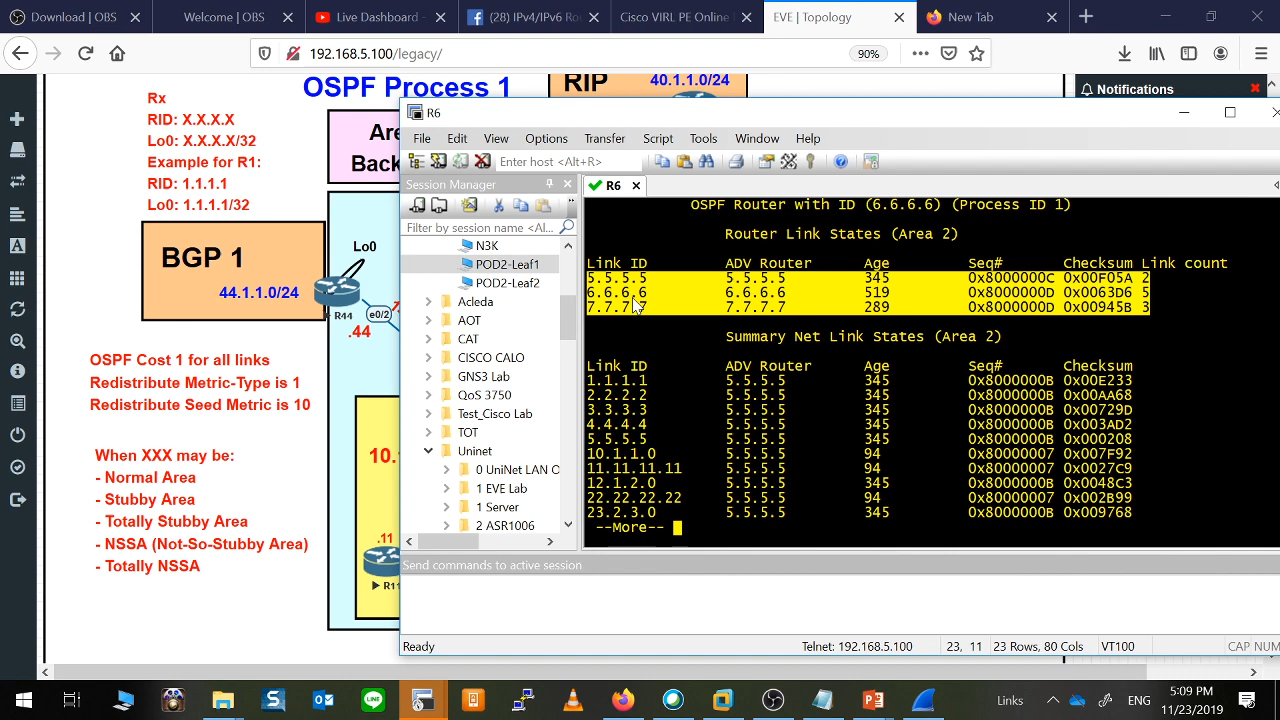 Download | OBS
Welcome | OBS -
Live Dashboard -
(28) IPv4/IPv6 Ro
Cisco VIRL PE Online
EVE | Topology
New Tab
192.168.5.100/legacy/
90%
OSPF Process 1
RIP
40.1.1.0/24
Notifications
Rx
RID: X.X.X.X
Lo0: X.X.X.X/32
Example for R1:
RID: 1.1.1.1
Lo0: 1.1.1.1/32
Are
Back
BGP 1
44.1.1.0/24
Lo0
R44
e0/2
.44
OSPF Cost 1 for all links
Redistribute Metric-Type is 1
Redistribute Seed Metric is 10
When XXX may be:
- Normal Area
- Stubby Area
- Totally Stubby Area
- NSSA (Not-So-Stubby Area)
- Totally NSSA
10.
.11
R11
R6
File Edit View Options Transfer Script Tools Window Help
Enter host <Alt+R>
Session Manager
Filter by session name <Al...
N3K
POD2-Leaf1
POD2-Leaf2
Acleda
AOT
CAT
CISCO CALO
GNS3 Lab
QoS 3750
Test_Cisco Lab
TOT
Uninet
0 UniNet LAN O
1 EVE Lab
1 Server
2 ASR1006
R6
OSPF Router with ID (6.6.6.6) (Process ID 1)
Router Link States (Area 2)
Link ID ADV Router Age Seq# Checksum Link count
5.5.5.5 5.5.5.5 345 0x8000000C 0x00F05A 2
6.6.6.6 6.6.6.6 519 0x8000000D 0x0063D6 5
7.7.7.7 7.7.7.7 289 0x8000000D 0x00945B 3
Summary Net Link States (Area 2)
Link ID ADV Router Age Seq# Checksum
1.1.1.1 5.5.5.5 345 0x8000000B 0x00E233
2.2.2.2 5.5.5.5 345 0x8000000B 0x00AA68
3.3.3.3 5.5.5.5 345 0x8000000B 0x00729D
4.4.4.4 5.5.5.5 345 0x8000000B 0x003AD2
5.5.5.5 5.5.5.5 345 0x8000000B 0x000208
10.1.1.0 5.5.5.5 94 0x80000007 0x007F92
11.11.11.11 5.5.5.5 94 0x80000007 0x0027C9
12.1.2.0 5.5.5.5 345 0x8000000B 0x0048C3
22.22.22.22 5.5.5.5 94 0x80000007 0x002B99
23.2.3.0 5.5.5.5 345 0x8000000B 0x009768
--More--
Send commands to active session
Ready
Telnet: 192.168.5.100
23, 11
23 Rows, 80 Cols
VT100
CAP NUM
Links
ENG
5:09 PM
11/23/2019